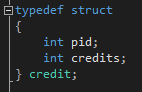 typedef struct
{
    int pid;
    int credits;
} credit;